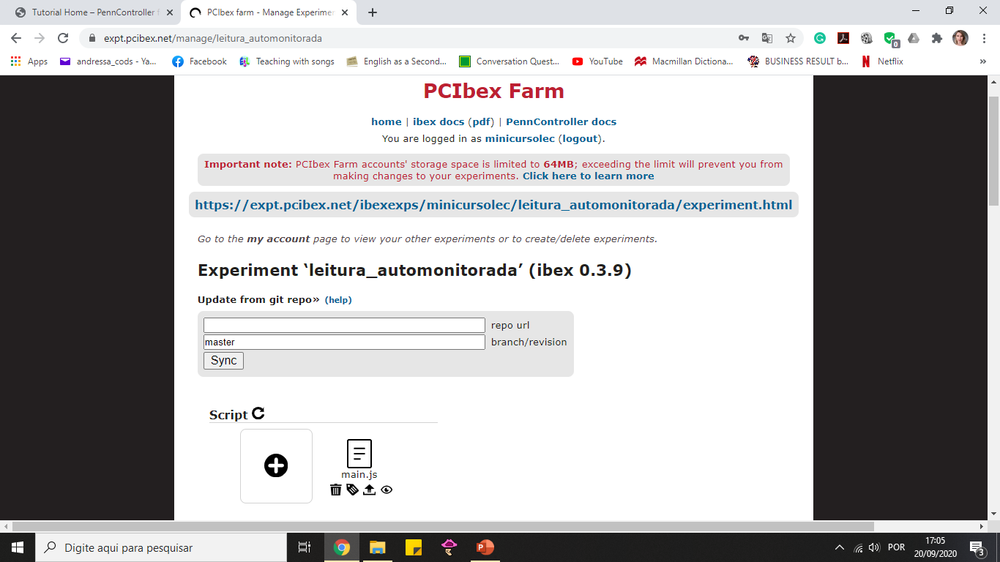 Tutorial Home – PennController f
PCIbex farm - Manage Experimen
expt.pcibex.net/manage/leitura_automonitorada
Apps
andressa_cods - Ya...
Facebook
Teaching with songs
English as a Second...
Conversation Quest...
YouTube
Macmillan Dictiona...
BUSINESS RESULT b...
Netflix
»
PCIbex Farm
home | ibex docs (pdf) | PennController docs
You are logged in as minicursolec (logout).
Important note: PCIbex Farm accounts' storage space is limited to 64MB; exceeding the limit will prevent you from
making changes to your experiments. Click here to learn more
https://expt.pcibex.net/ibexexps/minicursolec/leitura_automonitorada/experiment.html
Go to the my account page to view your other experiments or to create/delete experiments.
Experiment ‘leitura_automonitorada’ (ibex 0.3.9)
Update from git repo» (help)
repo url
master branch/revision
Sync
Script
main.js
Digite aqui para pesquisar
POR
17:05
20/09/2020
3